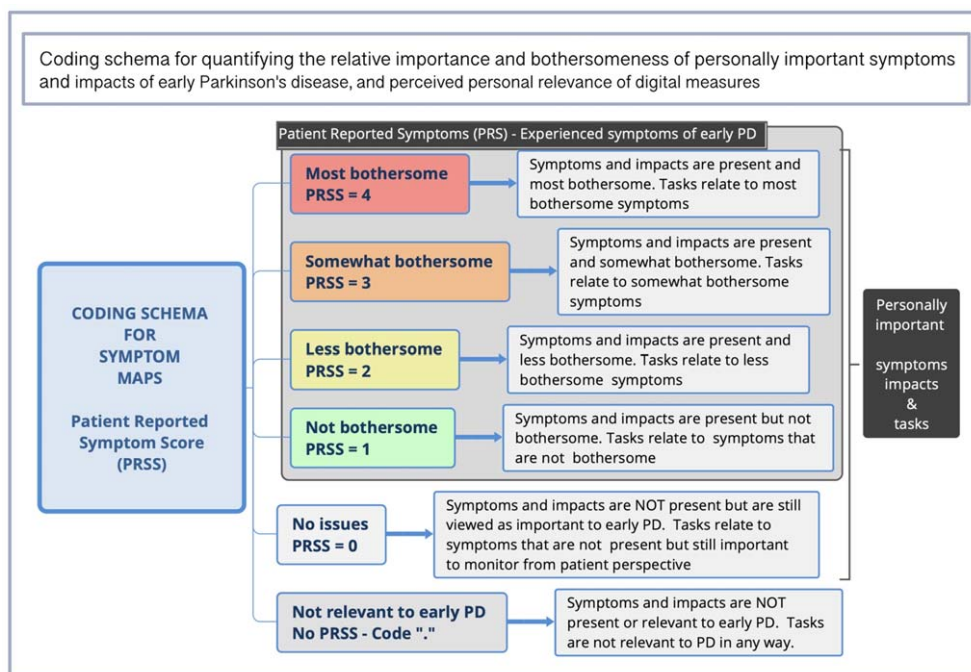 Coding schema for quantifying the relative importance and bothersomeness of personally important symptoms
and impacts of early Parkinson's disease, and perceived personal relevance of digital measures
Patient Reported Symptoms (PRS) - Experienced symptoms of early PD
CODING SCHEMA
FOR
SYMPTOM
MAPS
Patient Reported
Symptom Score
(PRSS)
Most bothersome
PRSS = 4
Symptoms and impacts are present and
most bothersome. Tasks relate to most
bothersome symptoms
Somewhat bothersome
PRSS = 3
Symptoms and impacts are present
and somewhat bothersome. Tasks
relate to somewhat bothersome
symptoms
Less bothersome
PRSS = 2
Symptoms and impacts are present and
less bothersome. Tasks relate to less
bothersome symptoms
Not bothersome
PRSS = 1
Symptoms and impacts are present but not
bothersome. Tasks relate to symptoms that
are not bothersome
No issues
PRSS = 0
Symptoms and impacts are NOT present but are still
viewed as important to early PD. Tasks relate to
symptoms that are not present but still important
to monitor from patient perspective
Not relevant to early PD
No PRSS - Code "."
Symptoms and impacts are NOT
present or relevant to early PD. Tasks
are not relevant to PD in any way.
Personally
important
symptoms
impacts
&
tasks